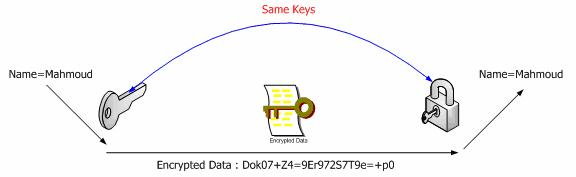 Same Keys
Name=Mahmoud
Name=Mahmoud
Encrypted Data
Encrypted Data : Dok07+Z4=9Er972S7T9e=+p0